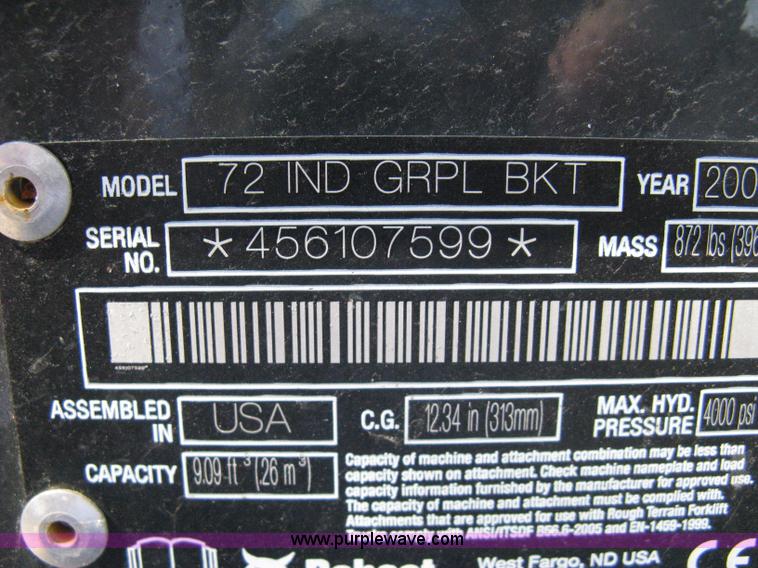 MODEL 72 IND GRPL BKT YEAR 200
SERIAL NO. *456107599* MASS 872 lbs (396
456107599
ASSEMBLED IN USA C.G. 12.34 in (313mm) MAX. HYD. PRESSURE 4000 psi
CAPACITY 9.09 ft³ (.26 m³)
Capacity of machine and attachment combination may be less than
capacity shown on attachment. Check machine nameplate and load
capacity information furnished by the manufacturer for approved use.
The capacity of machine and attachment must be complied with.
Attachments that are approved for use with Rough Terrain Forklift
with ANSI/ITSDF B56.6-2005 and EN-1459-1999.
www.purplewave.com
Bobcat West Fargo, ND USA CE